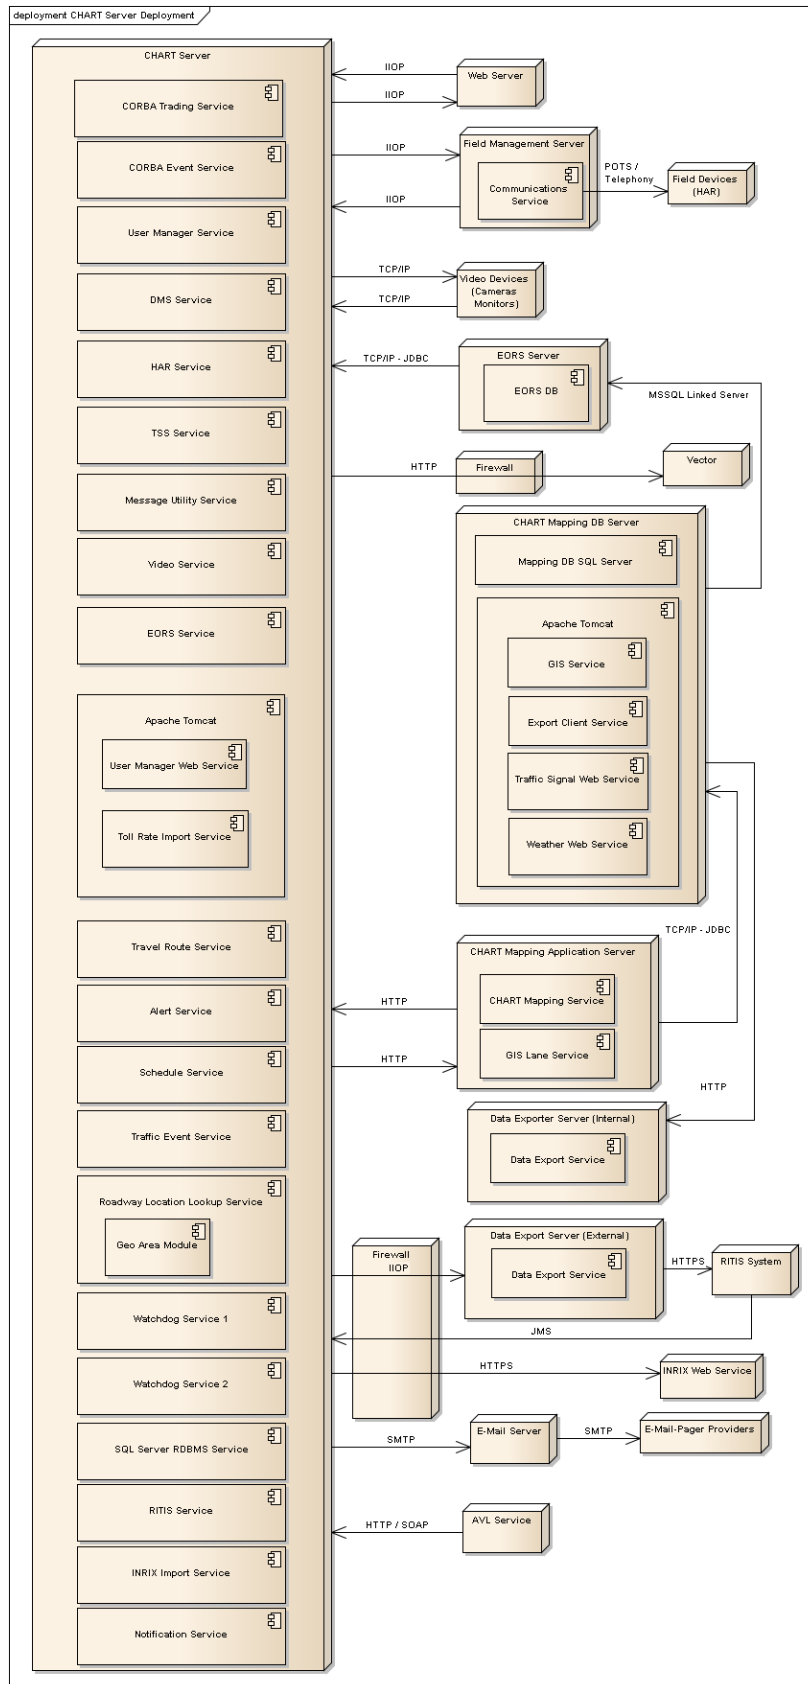 deployment CHART Server Deployment
CHART Server
CORBA Trading Service
CORBA Event Service
User Manager Service
DMS Service
HAR Service
TSS Service
Message Utility Service
Video Service
EORS Service
Apache Tomcat
User Manager Web Service
Toll Rate Import Service
Travel Route Service
Alert Service
Schedule Service
Traffic Event Service
Roadway Location Lookup Service
Geo Area Module
Watchdog Service 1
Watchdog Service 2
SQL Server RDBMS Service
RITIS Service
INRIX Import Service
Notification Service
IIOP
IIOP
Web Server
IIOP
IIOP
Field Management Server
Communications
Service
POTS /
Telephony
Field Devices
(HAR)
TCP/IP
TCP/IP
Video Devices
(Cameras
Monitors)
TCP/IP - JDBC
EORS Server
EORS DB
MSSQL Linked Server
HTTP
Firewall
Vector
CHART Mapping DB Server
Mapping DB SQL Server
Apache Tomcat
GIS Service
Export Client Service
Traffic Signal Web Service
Weather Web Service
TCP/IP - JDBC
CHART Mapping Application Server
CHART Mapping Service
GIS Lane Service
HTTP
HTTP
HTTP
Data Exporter Server (Internal)
Data Export Service
Firewall
IIOP
Data Export Server (External)
Data Export Service
HTTPS
RITIS System
JMS
HTTPS
INRIX Web Service
SMTP
E-Mail Server
SMTP
E-Mail-Pager Providers
HTTP / SOAP
AVL Service